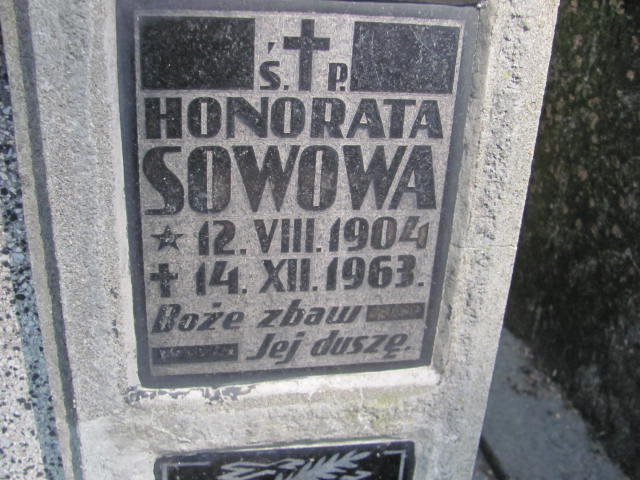 Ś. † P.
HONORATA
SOWOWA
★ 12. VIII. 1904
† 14. XII. 1963.
Boże zbaw
Jej duszę.